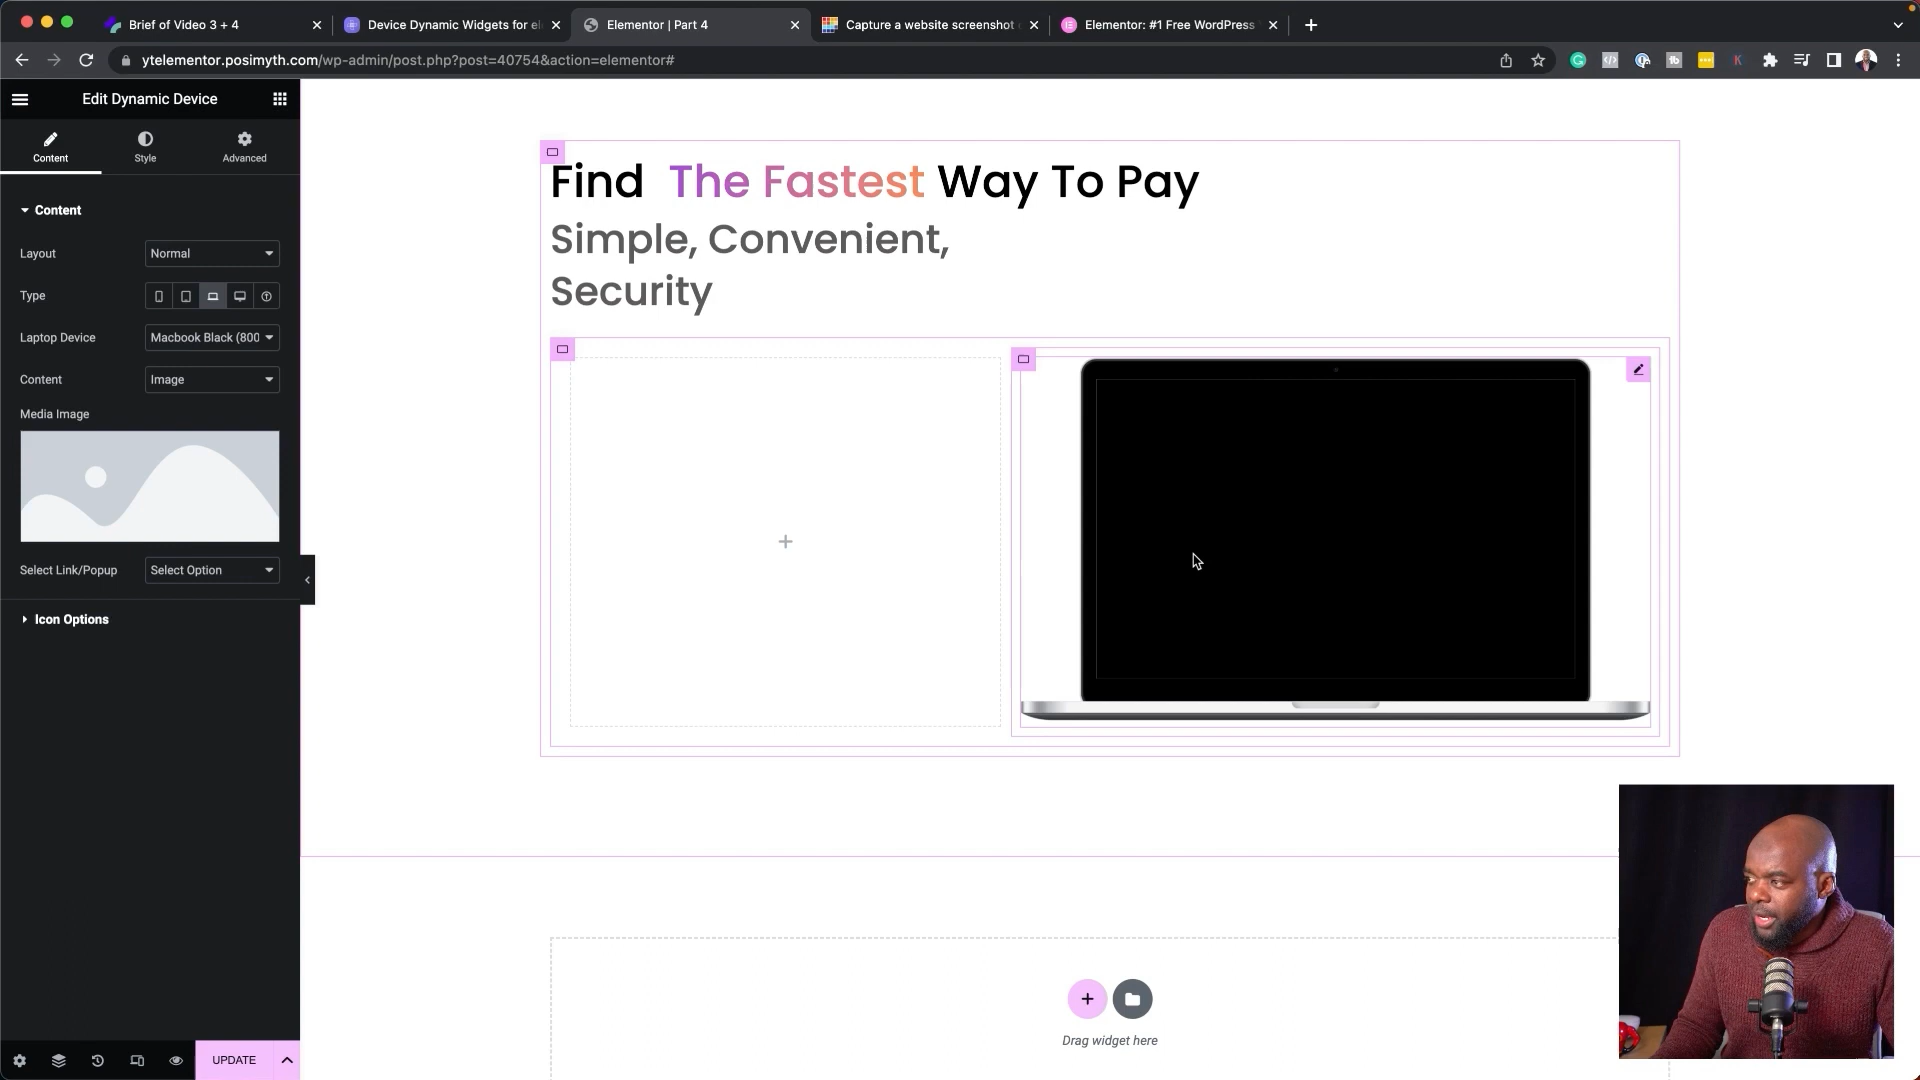 Brief of Video 3 + 4
Device Dynamic Widgets for el
Elementor | Part 4
Capture a website screenshot
Elementor: #1 Free WordPress
ytelementor.posimyth.com/wp-admin/post.php?post=40754&action=elementor#
Edit Dynamic Device
Content
Style
Advanced
Content
Layout
Normal
Type
Laptop Device
Macbook Black (800
Content
Image
Media Image
Select Link/Popup
Select Option
Icon Options
UPDATE
Find The Fastest Way To Pay
Simple, Convenient,
Security
Drag widget here